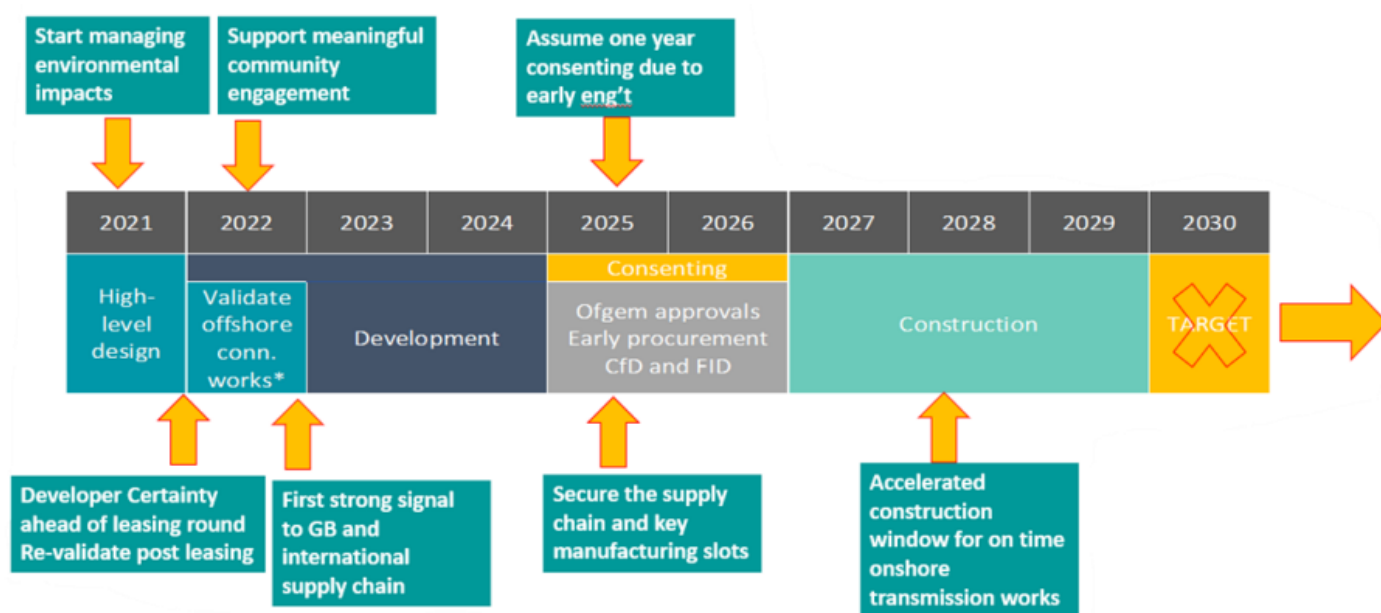 Start managing
environmental
impacts
Support meaningful
community
engagement
Assume one year
consenting due to
early eng't
2021
2022
2023
2024
2025
2026
2027
2028
2029
2030
High-
level
design
Validate
offshore
conn.
works*
Development
Consenting
Ofgem approvals
Early procurement
CfD and FID
Construction
TARGET
Developer Certainty
ahead of leasing round
Re-validate post leasing
First strong signal
to GB and
international
supply chain
Secure the supply
chain and key
manufacturing slots
Accelerated
construction
window for on time
onshore
transmission works